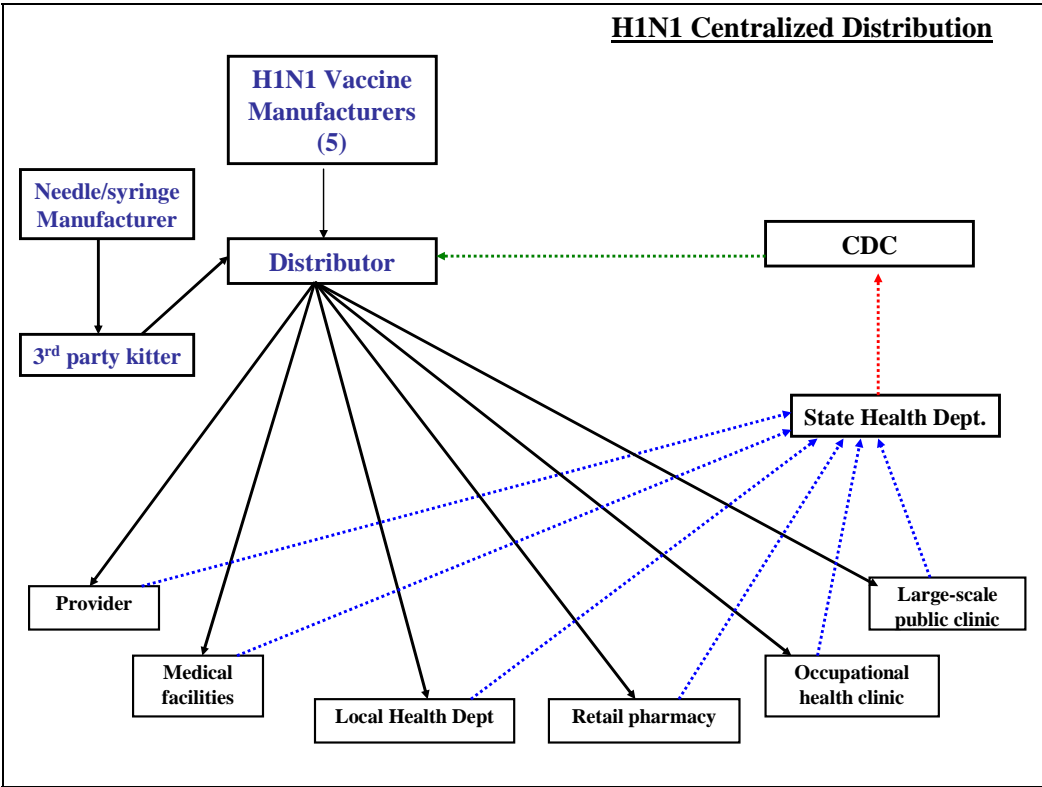 H1N1 Centralized Distribution
H1N1 Vaccine
Manufacturers
(5)
Needle/syringe
Manufacturer
Distributor
CDC
3rd party kitter
State Health Dept.
Provider
Large-scale
public clinic
Medical
facilities
Occupational
health clinic
Local Health Dept
Retail pharmacy